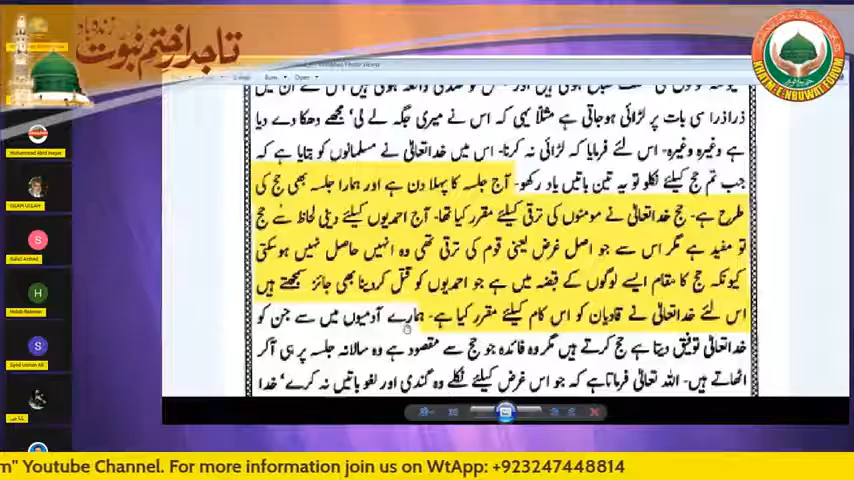 زندہ باد
تاجدارِ ختم نبوت
KHATM-E-NBUWAT FORUM
Burn Open
ذرا ذرا سی بات پر لڑائی ہوجاتی ہے مثلاً یہی کہ اس نے میری جگہ لے لی' مجھے دھکا دے دیا
ہے وغیرہ وغیرہ۔ اس لئے فرمایا کہ لڑائی نہ کرنا۔ اس میں خداتعالیٰ نے مسلمانوں کو بتایا ہے کہ
جب تم حج کیلئے نکلو تو یہ تین باتیں یاد رکھو۔ آج جلسہ کا پہلا دن ہے اور ہمارا جلسہ بھی حج کی
طرح ہے۔ حج خداتعالیٰ نے مومنوں کی ترقی کیلئے مقرر کیا تھا۔ آج احمدیوں کیلئے دینی لحاظ سے حج
تو مفید ہے مگر اس سے جو اصل غرض یعنی قوم کی ترقی تھی وہ انہیں حاصل نہیں ہوسکتی
کیونکہ حج کا مقام ایسے لوگوں کے قبضہ میں ہے جو احمدیوں کو قتل کردینا بھی جائز سمجھتے ہیں
اس لئے خداتعالیٰ نے قادیان کو اس کام کیلئے مقرر کیا ہے۔ ہمارے آدمیوں میں سے جن کو
خداتعالیٰ توفیق دیتا ہے حج کرتے ہیں مگر وہ فائدہ جو حج سے مقصود ہے وہ سالانہ جلسہ پر ہی آکر
اٹھاتے ہیں۔ اللہ تعالیٰ فرماتا ہے کہ جو اس غرض کیلئے نکلے وہ گندی اور لغو باتیں نہ کرے' خدا
S
H
S
m" Youtube Channel. For more information join us on WtApp: +923247448814